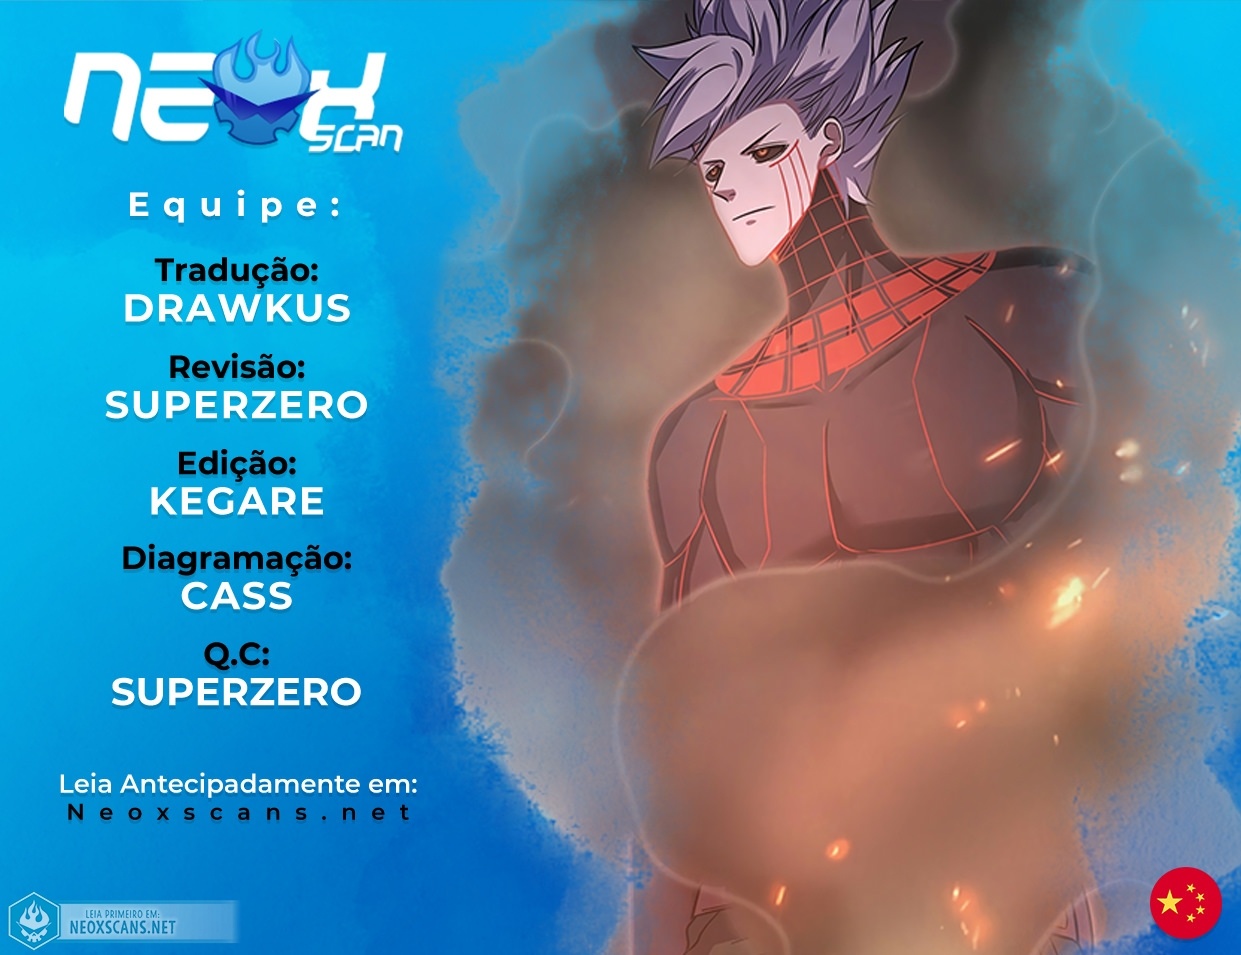 NEOX
SCAN
Equipe:
Tradução:
DRAWKUS
Revisão:
SUPERZERO
Edição:
KEGARE
Diagramação:
CASS
Q.C:
SUPERZERO
Leia Antecipadamente em:
Neoxscans.net
LEIA PRIMEIRO EM:
NEOXSCANS.NET